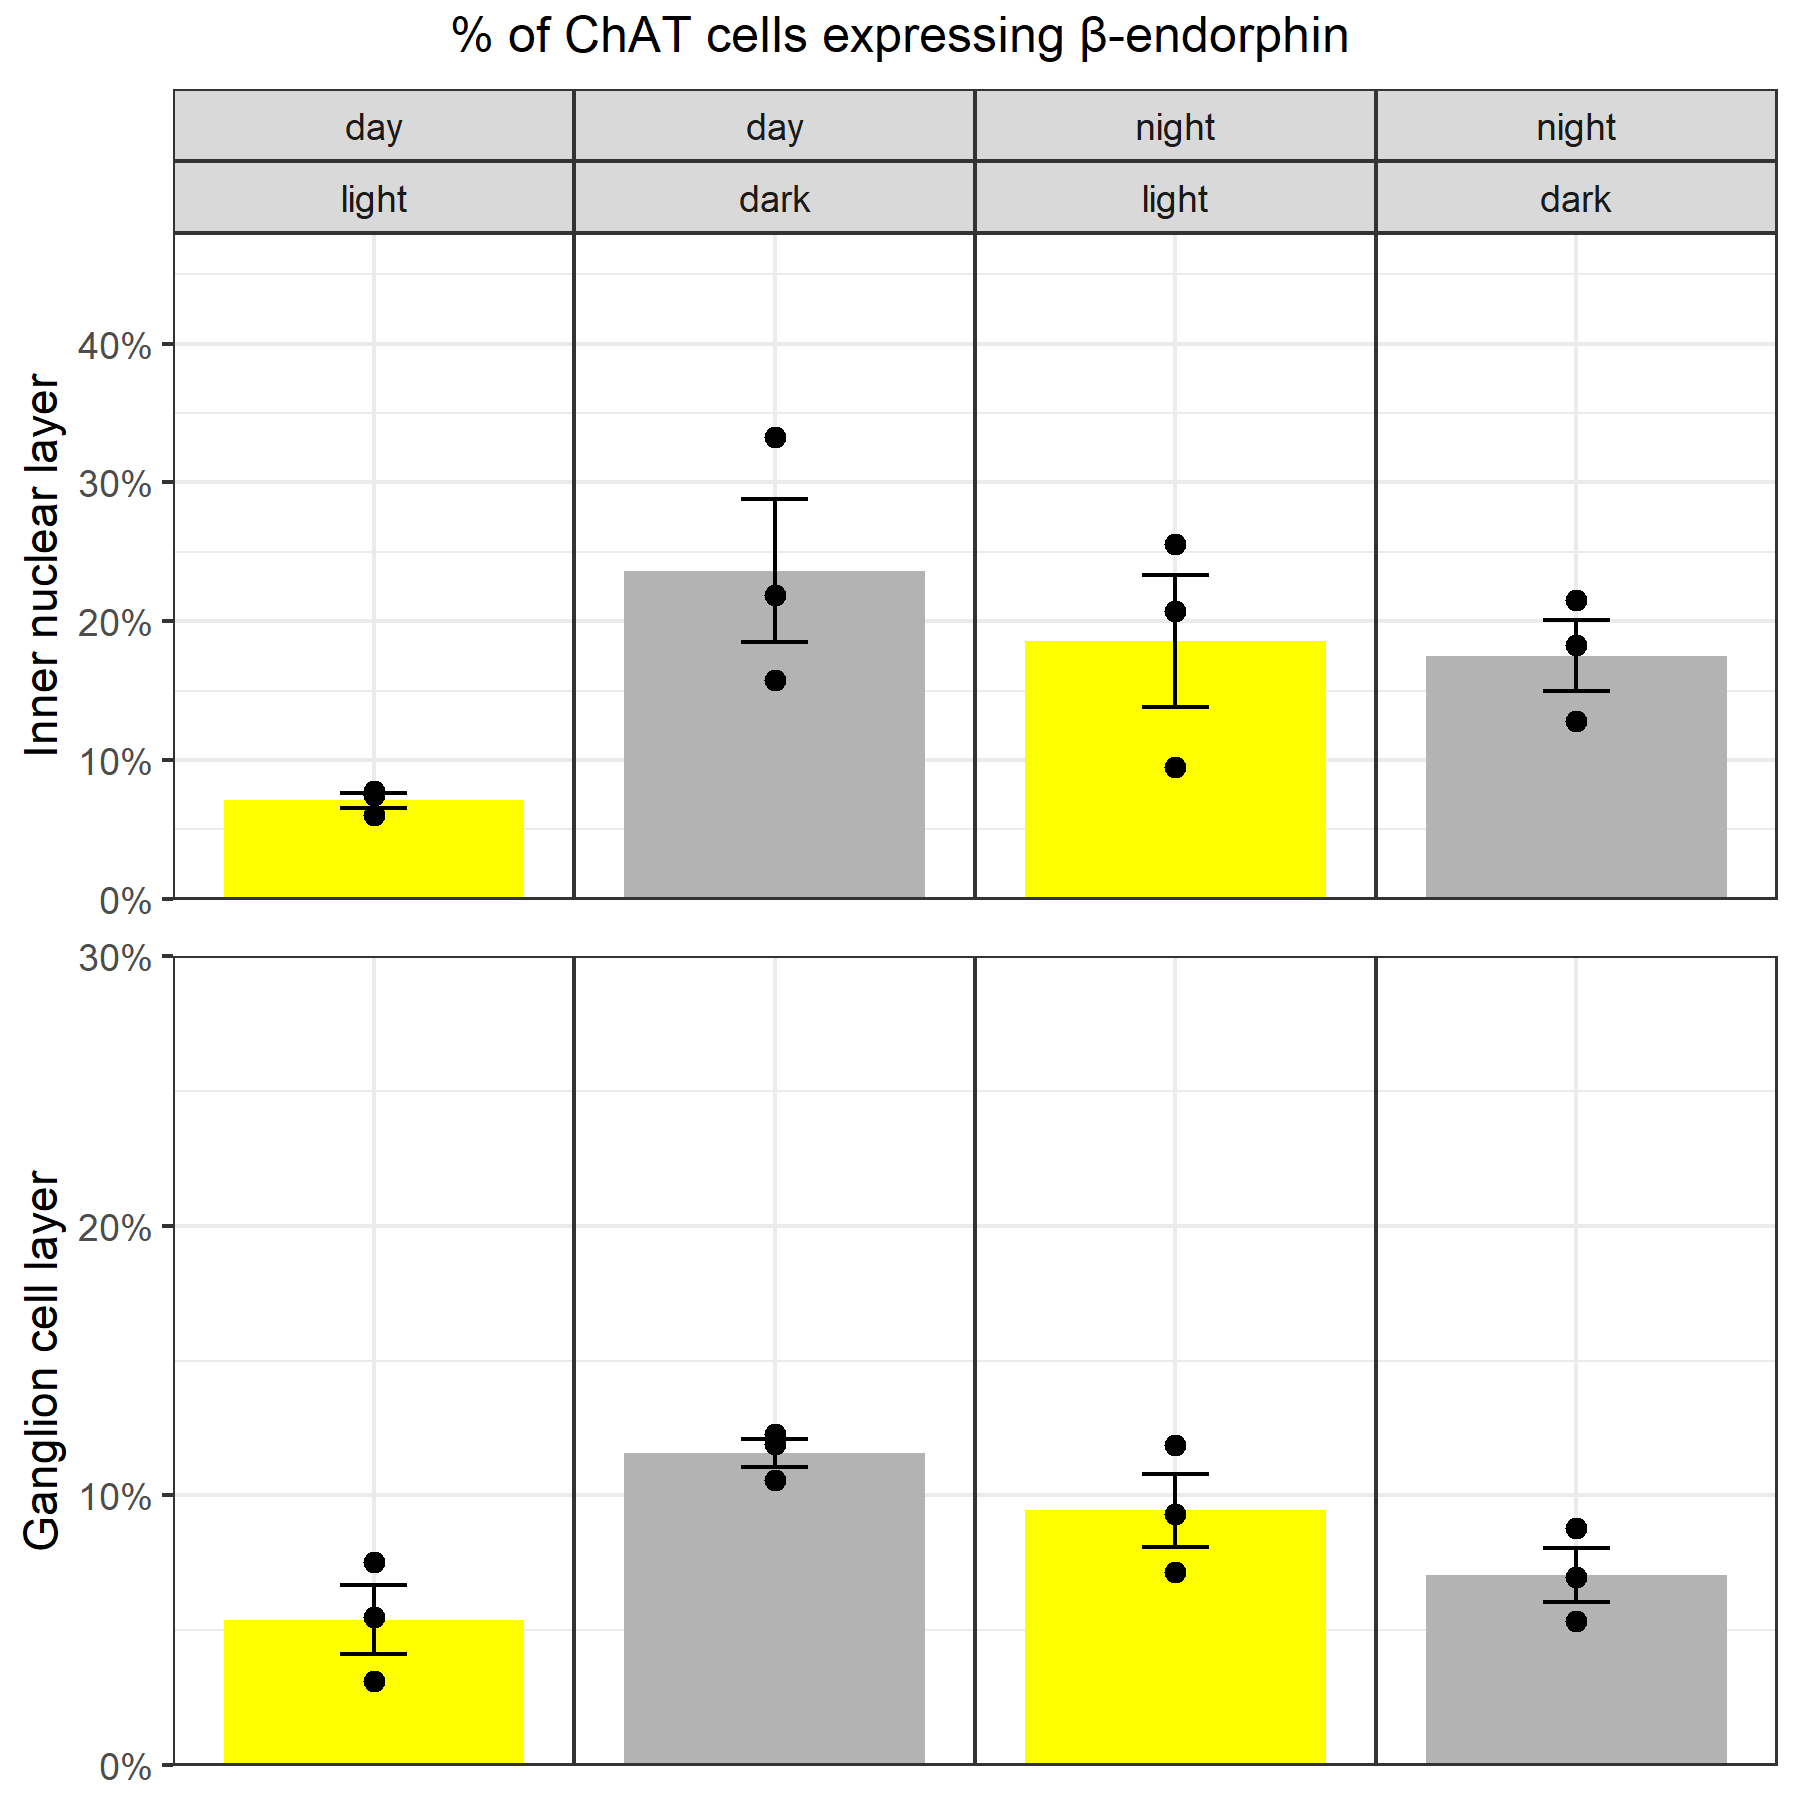 % of ChAT cells expressing β-endorphin
day day night night
light dark light dark
Inner nuclear layer
40%
30%
20%
10%
0%
Ganglion cell layer
30%
20%
10%
0%